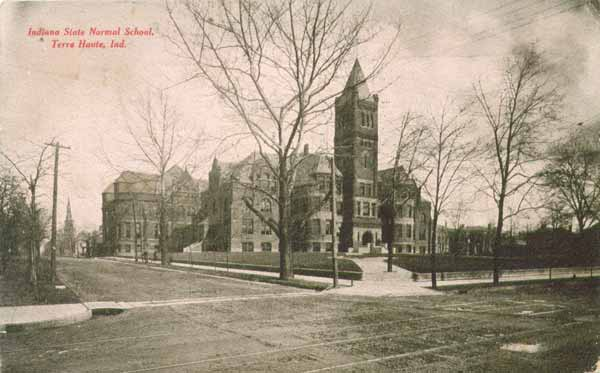 Indiana State Normal School,
Terre Haute, Ind.